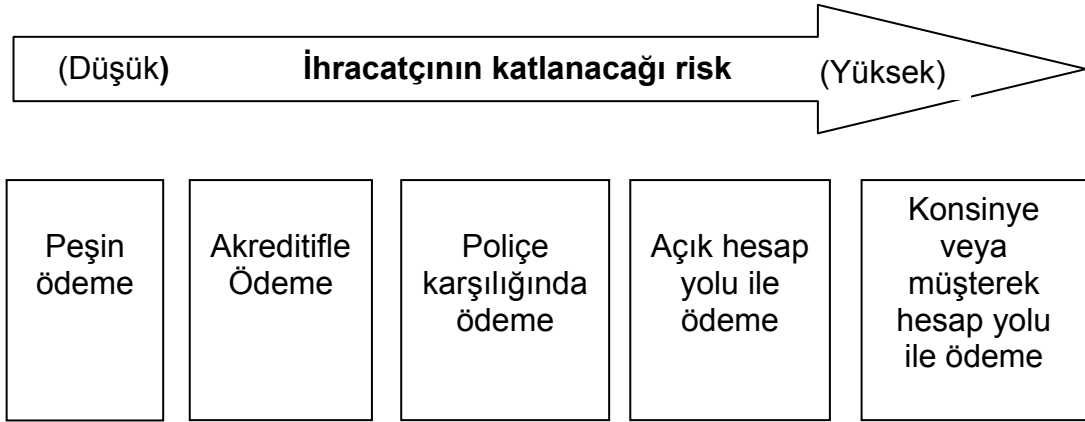 (Düşük) İhracatçının katlanacağı risk (Yüksek)
Peşin
ödeme
Akreditifle
Ödeme
Poliçe
karşılığında
ödeme
Açık hesap
yolu ile
ödeme
Konsinye
veya
müşterek
hesap yolu
ile ödeme